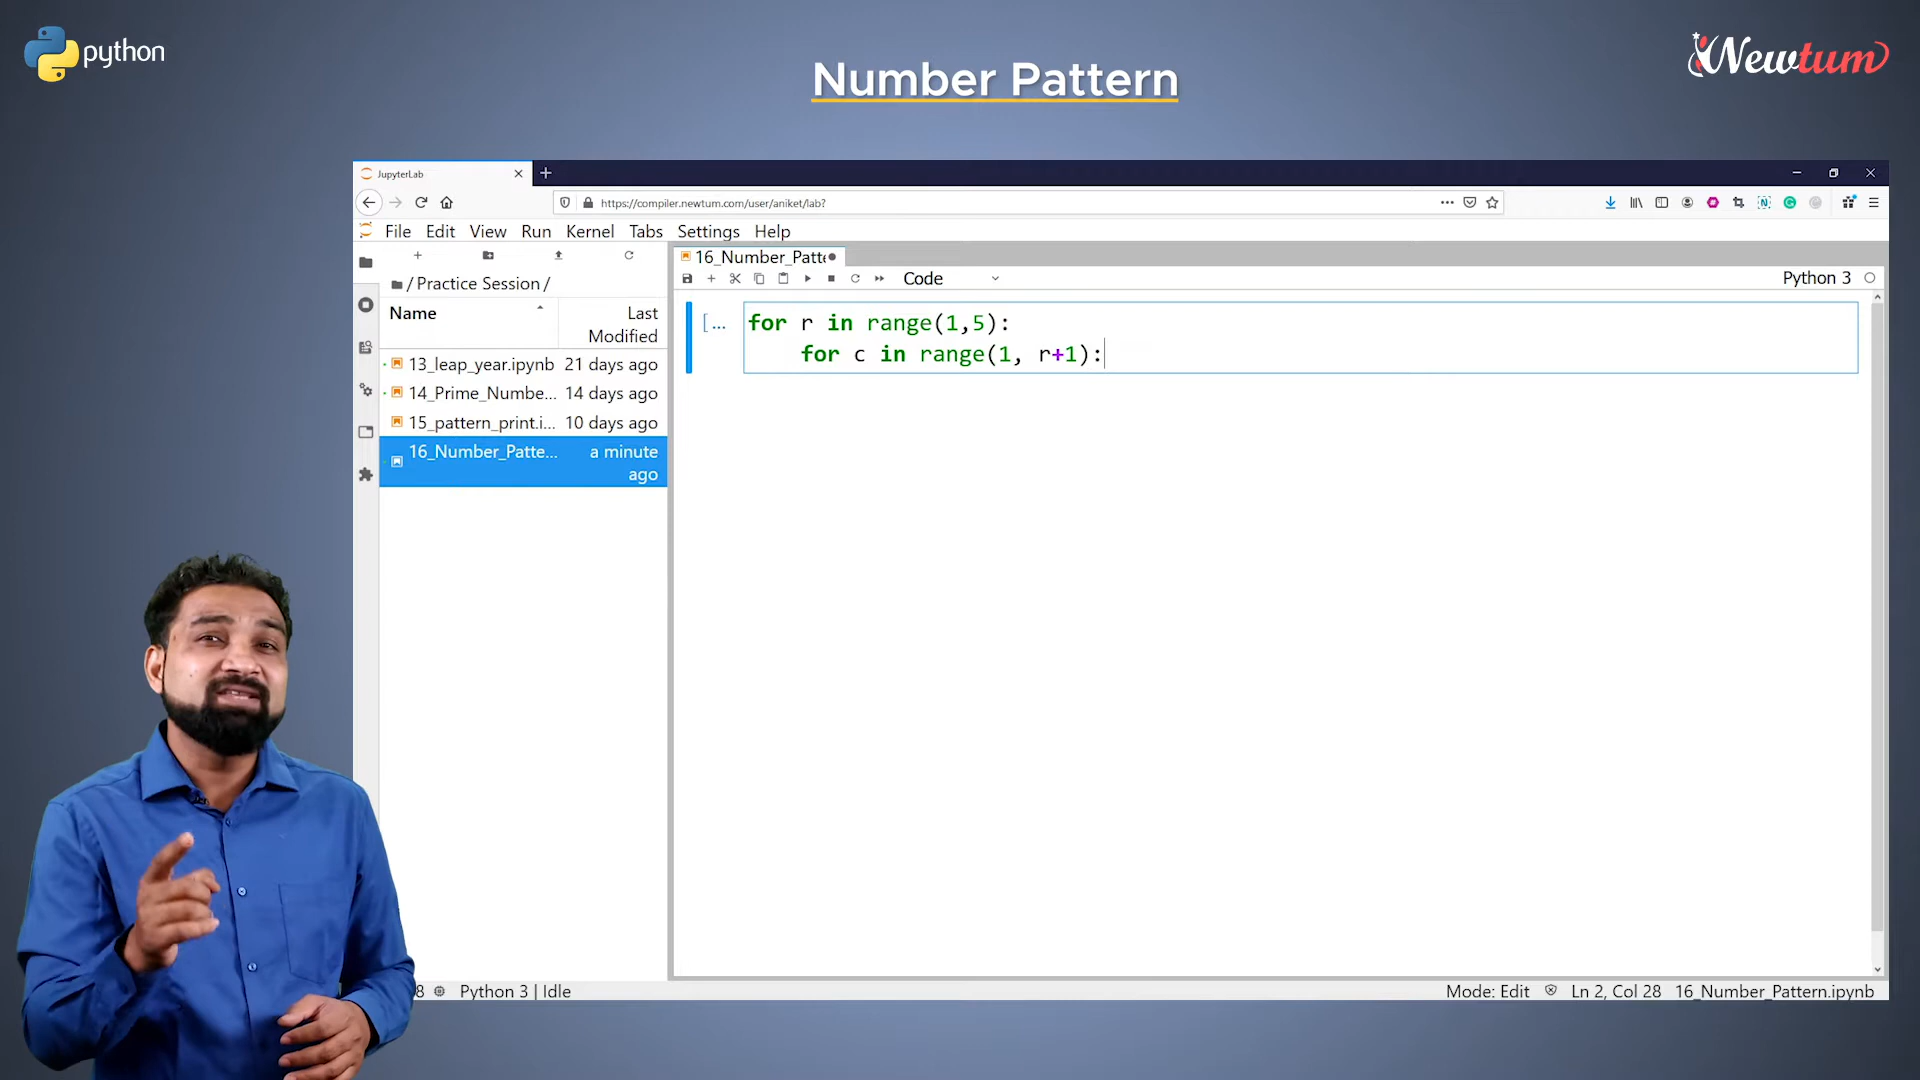 python
Newtum
Number Pattern
JupyterLab
https://compiler.newtum.com/user/aniket/lab?
File Edit View Run Kernel Tabs Settings Help
16_Number_Patte
/ Practice Session /
Code
Python 3
Name
Last Modified
13_leap_year.ipynb 21 days ago
14_Prime_Numbe... 14 days ago
15_pattern_print.i... 10 days ago
16_Number_Patte... a minute ago
[...
for r in range(1,5):
for c in range(1, r+1):
8 Python 3 | Idle
Mode: Edit Ln 2, Col 28 16_Number_Pattern.ipynb